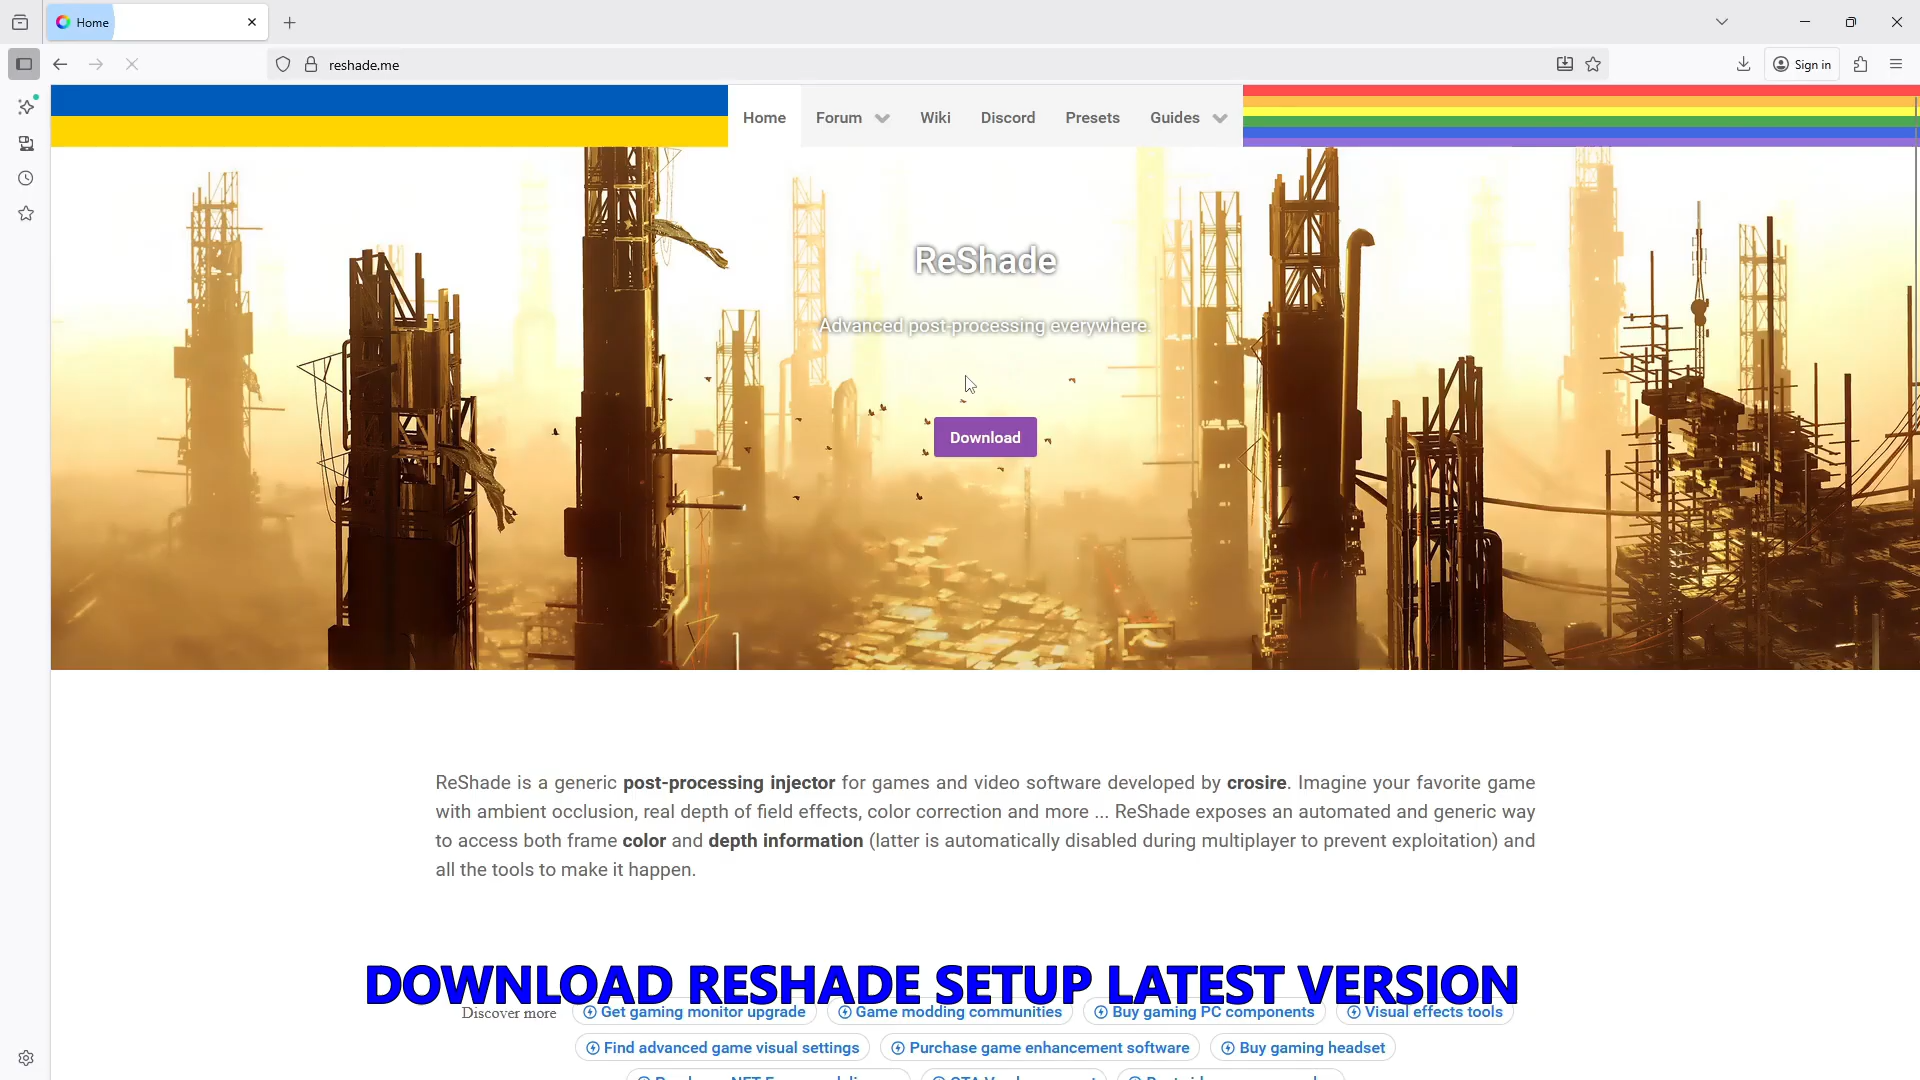 Home
reshade.me
Sign in
Home Forum Wiki Discord Presets Guides
ReShade
Advanced post-processing everywhere.
Download
ReShade is a generic post-processing injector for games and video software developed by crosire. Imagine your favorite game
with ambient occlusion, real depth of field effects, color correction and more ... ReShade exposes an automated and generic way
to access both frame color and depth information (latter is automatically disabled during multiplayer to prevent exploitation) and
all the tools to make it happen.
DOWNLOAD RESHADE SETUP LATEST VERSION
Discover more Get gaming monitor upgrade Game modding communities Buy gaming PC components Visual effects tools
Find advanced game visual settings Purchase game enhancement software Buy gaming headset